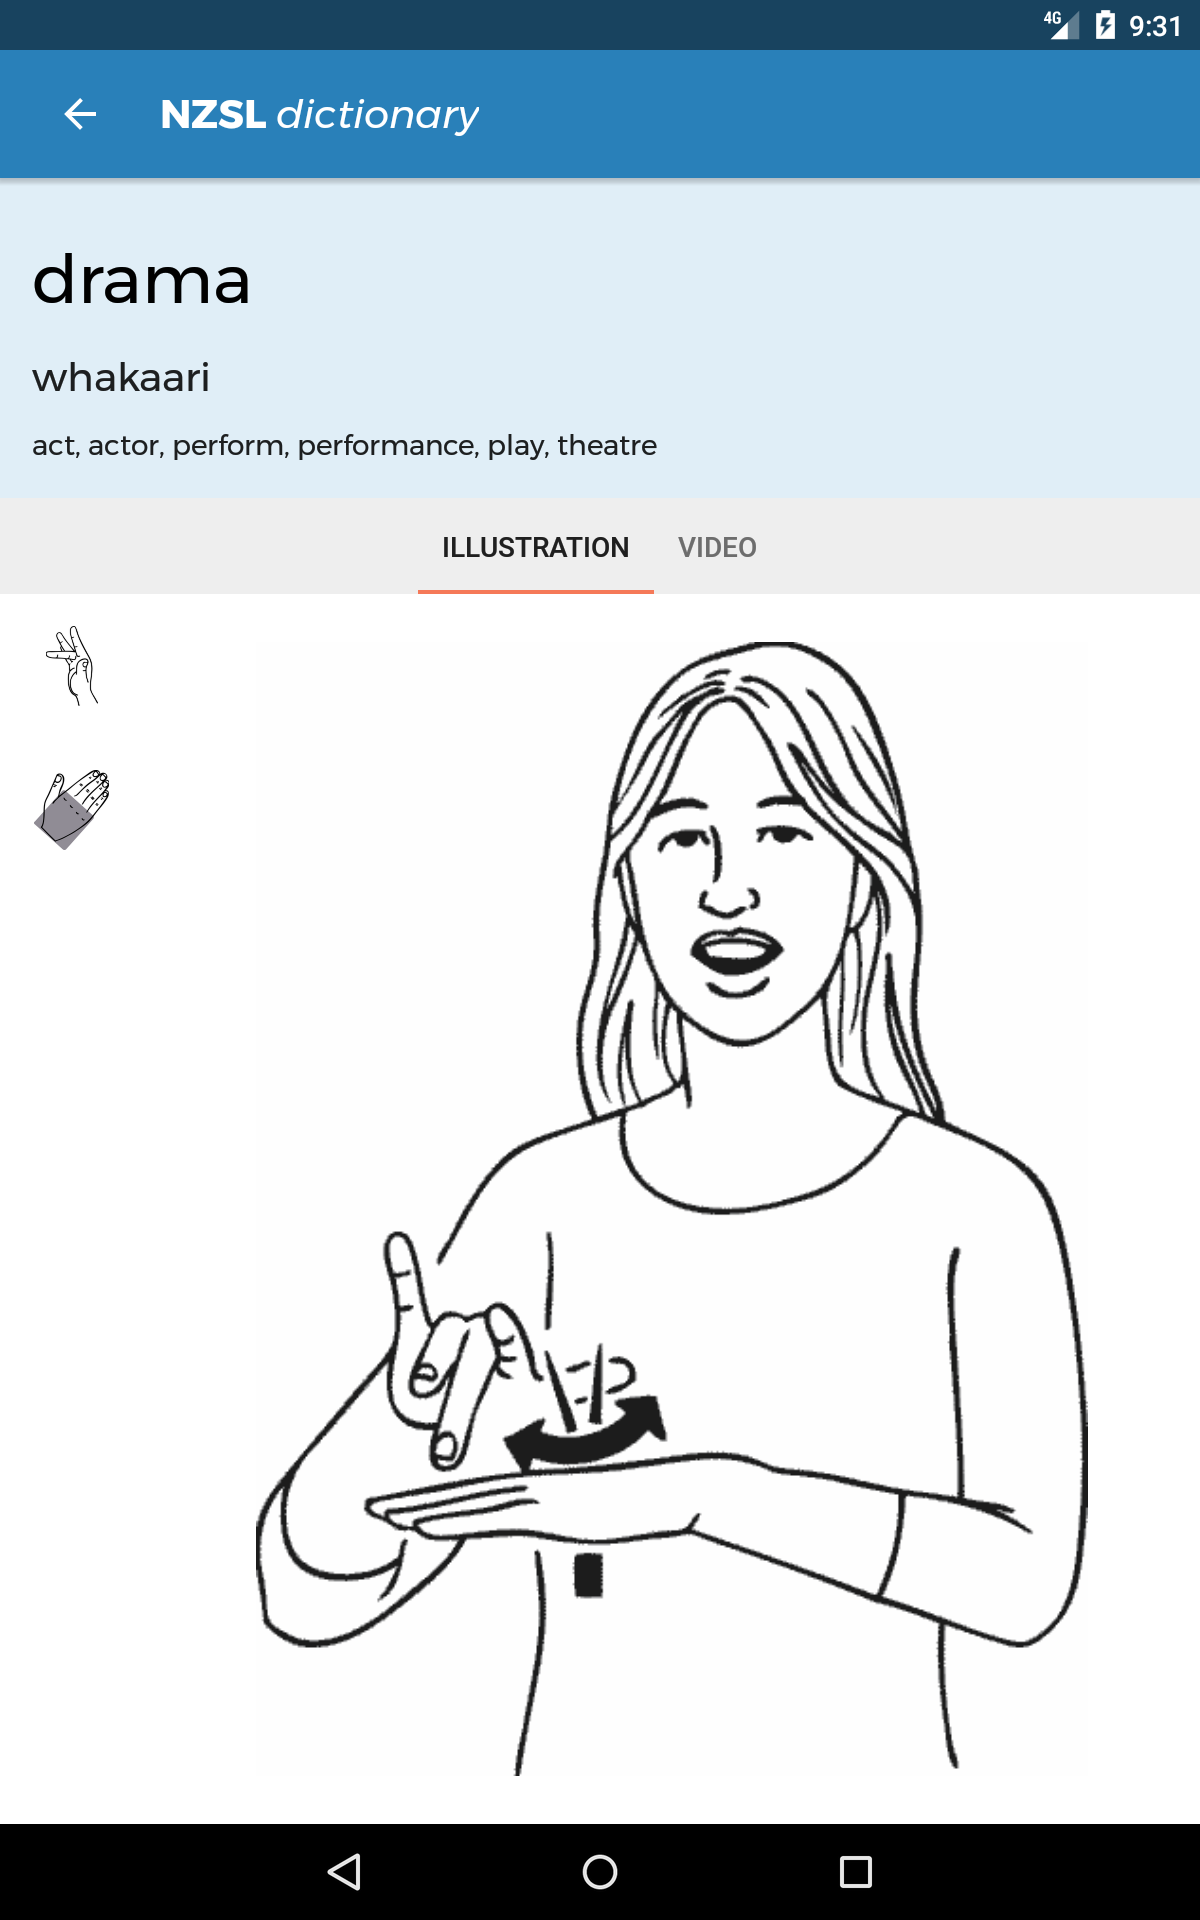 4G 9:31
NZSL dictionary
drama
whakaari
act, actor, perform, performance, play, theatre
ILLUSTRATION VIDEO